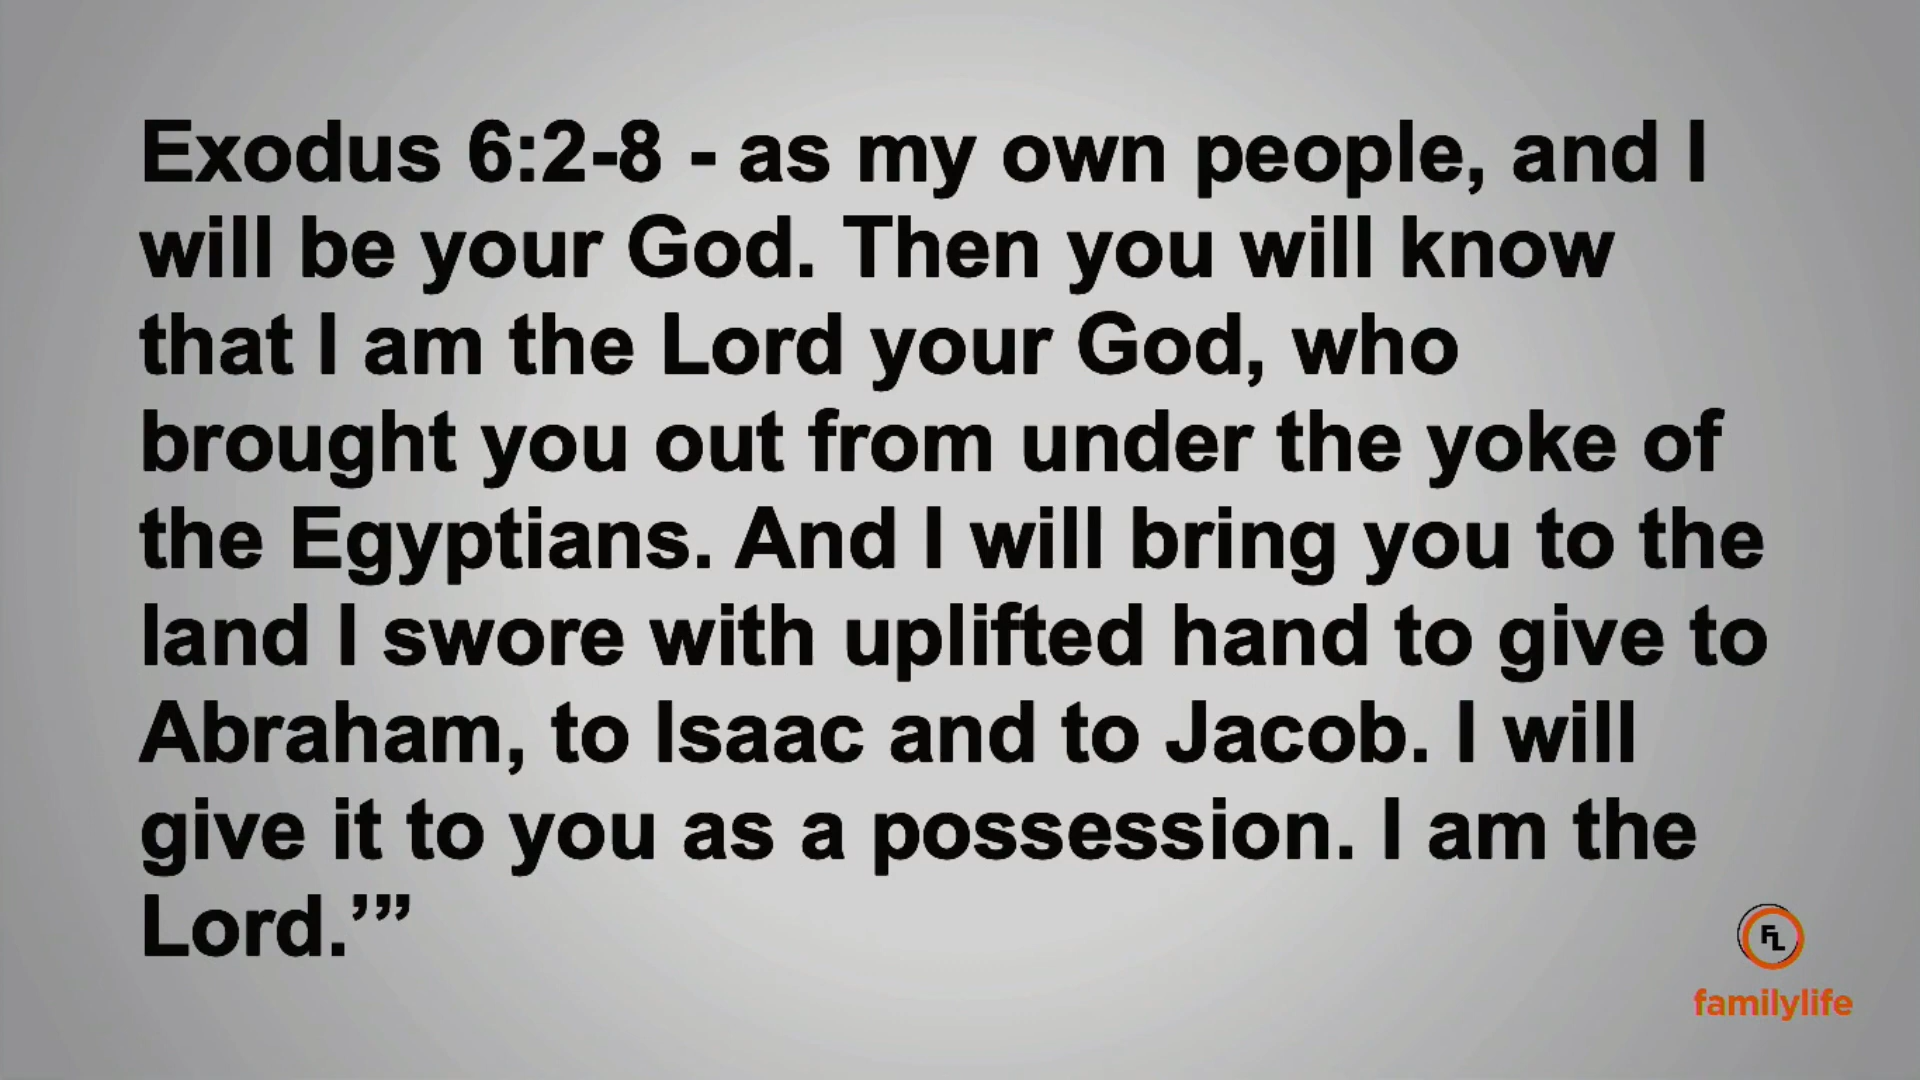 Exodus 6:2-8 - as my own people, and I
will be your God. Then you will know
that I am the Lord your God, who
brought you out from under the yoke of
the Egyptians. And I will bring you to the
land I swore with uplifted hand to give to
Abraham, to Isaac and to Jacob. I will
give it to you as a possession. I am the
Lord.’”
FL
familylife